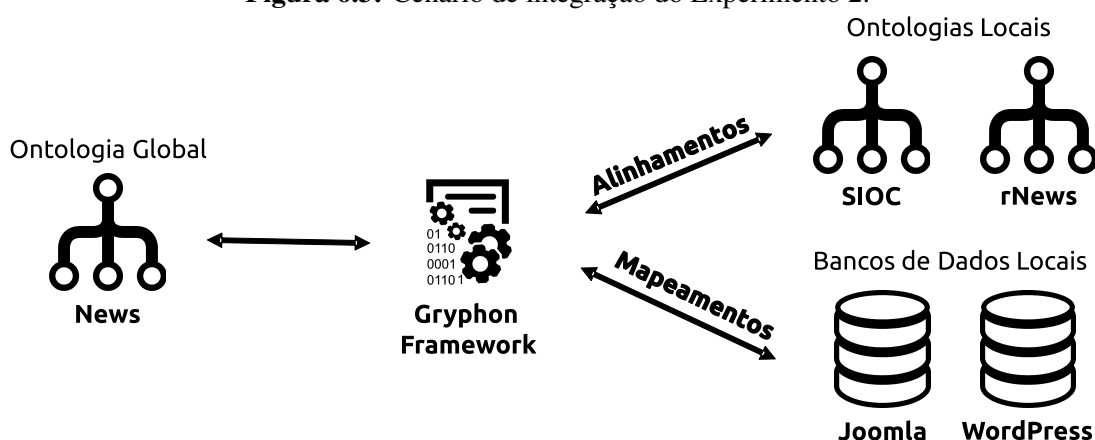 Figura 6.3: Cenário de integração do Experimento 2.
Ontologias Locais
Alinhamentos
SIOC
rNews
Ontologia Global
News
01
0110
0001
01101
Gryphon
Framework
Mapeamentos
Bancos de Dados Locais
Joomla
WordPress